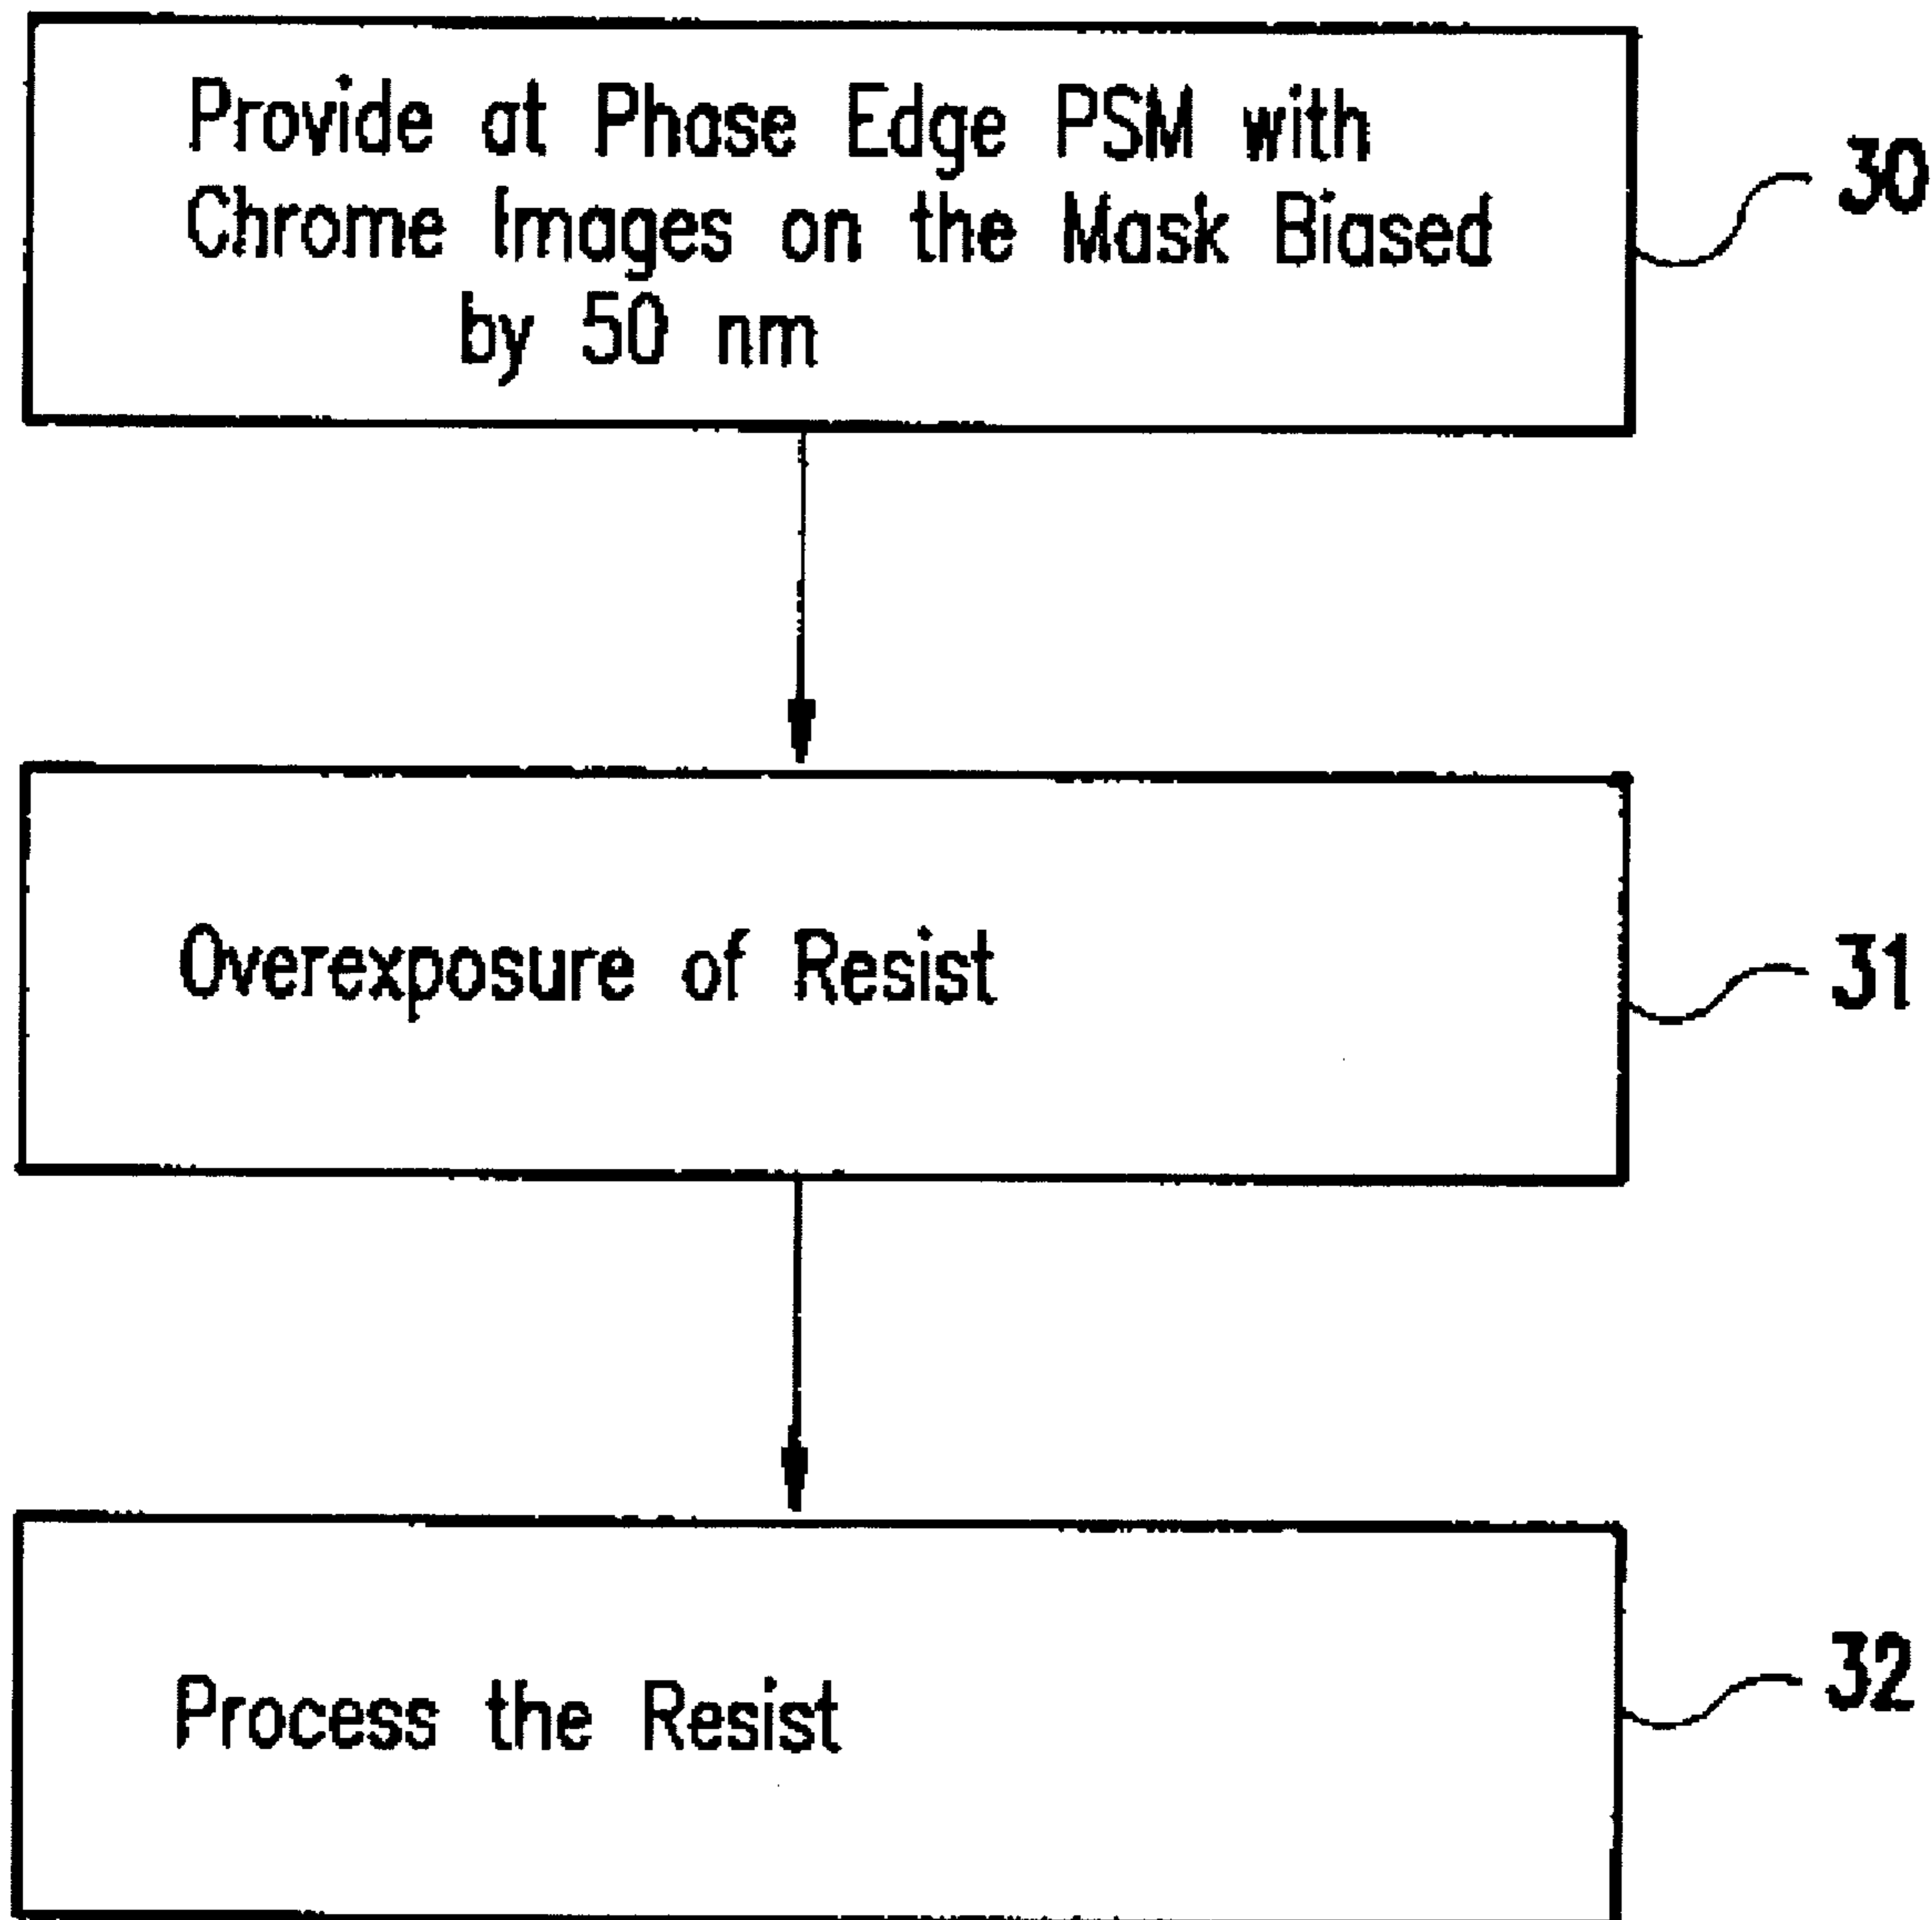 Provide at Phase Edge PSM with
Chrome Images on the Mask Biased
by 50 nm
30
Overexposure of Resist
31
Process the Resist
32